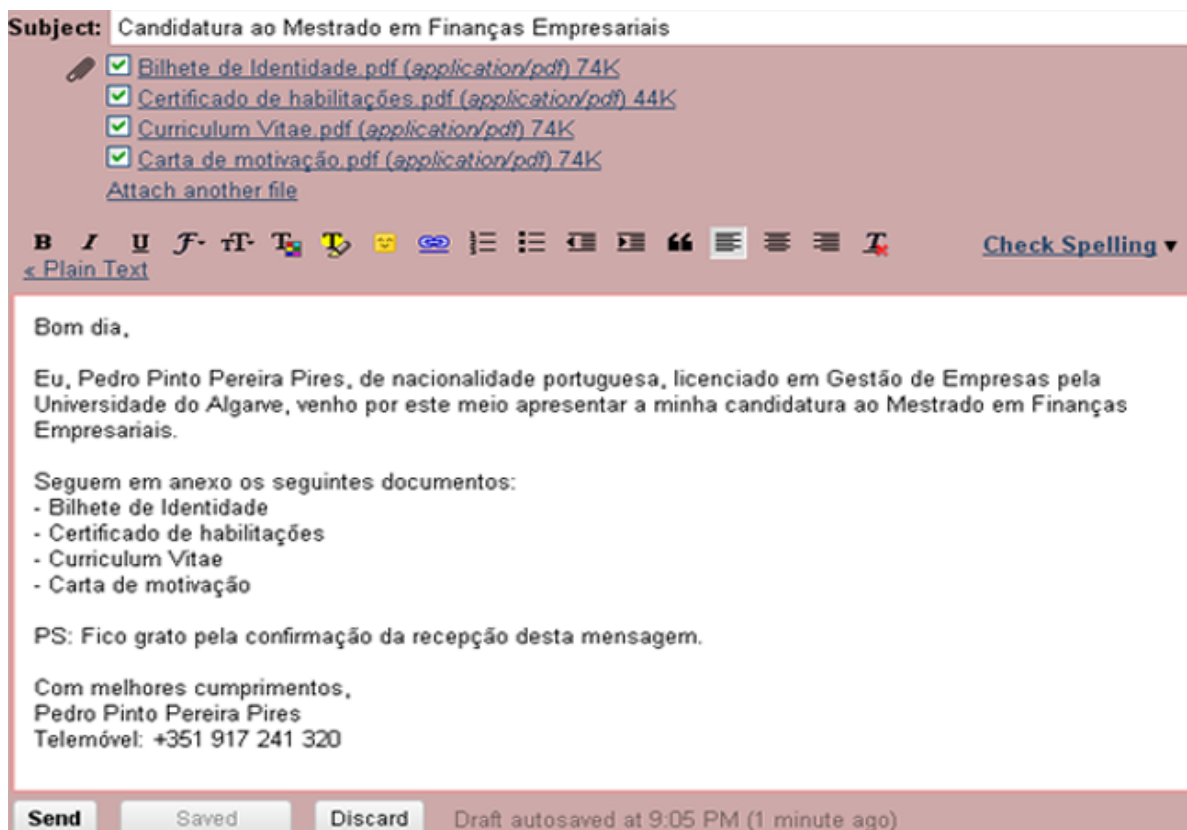 Subject: Candidatura ao Mestrado em Finanças Empresariais
Bilhete de Identidade.pdf (application/pdf) 74K
Certificado de habilitações.pdf (application/pdf) 44K
Curriculum Vitae.pdf (application/pdf) 74K
Carta de motivação.pdf (application/pdf) 74K
Attach another file
Check Spelling ▼
« Plain Text
Bom dia,
Eu, Pedro Pinto Pereira Pires, de nacionalidade portuguesa, licenciado em Gestão de Empresas pela
Universidade do Algarve, venho por este meio apresentar a minha candidatura ao Mestrado em Finanças
Empresariais.
Seguem em anexo os seguintes documentos:
- Bilhete de Identidade
- Certificado de habilitações
- Curriculum Vitae
- Carta de motivação
PS: Fico grato pela confirmação da recepção desta mensagem.
Com melhores cumprimentos,
Pedro Pinto Pereira Pires
Telemóvel: +351 917 241 320
Send Saved Discard Draft autosaved at 9:05 PM (1 minute ago)